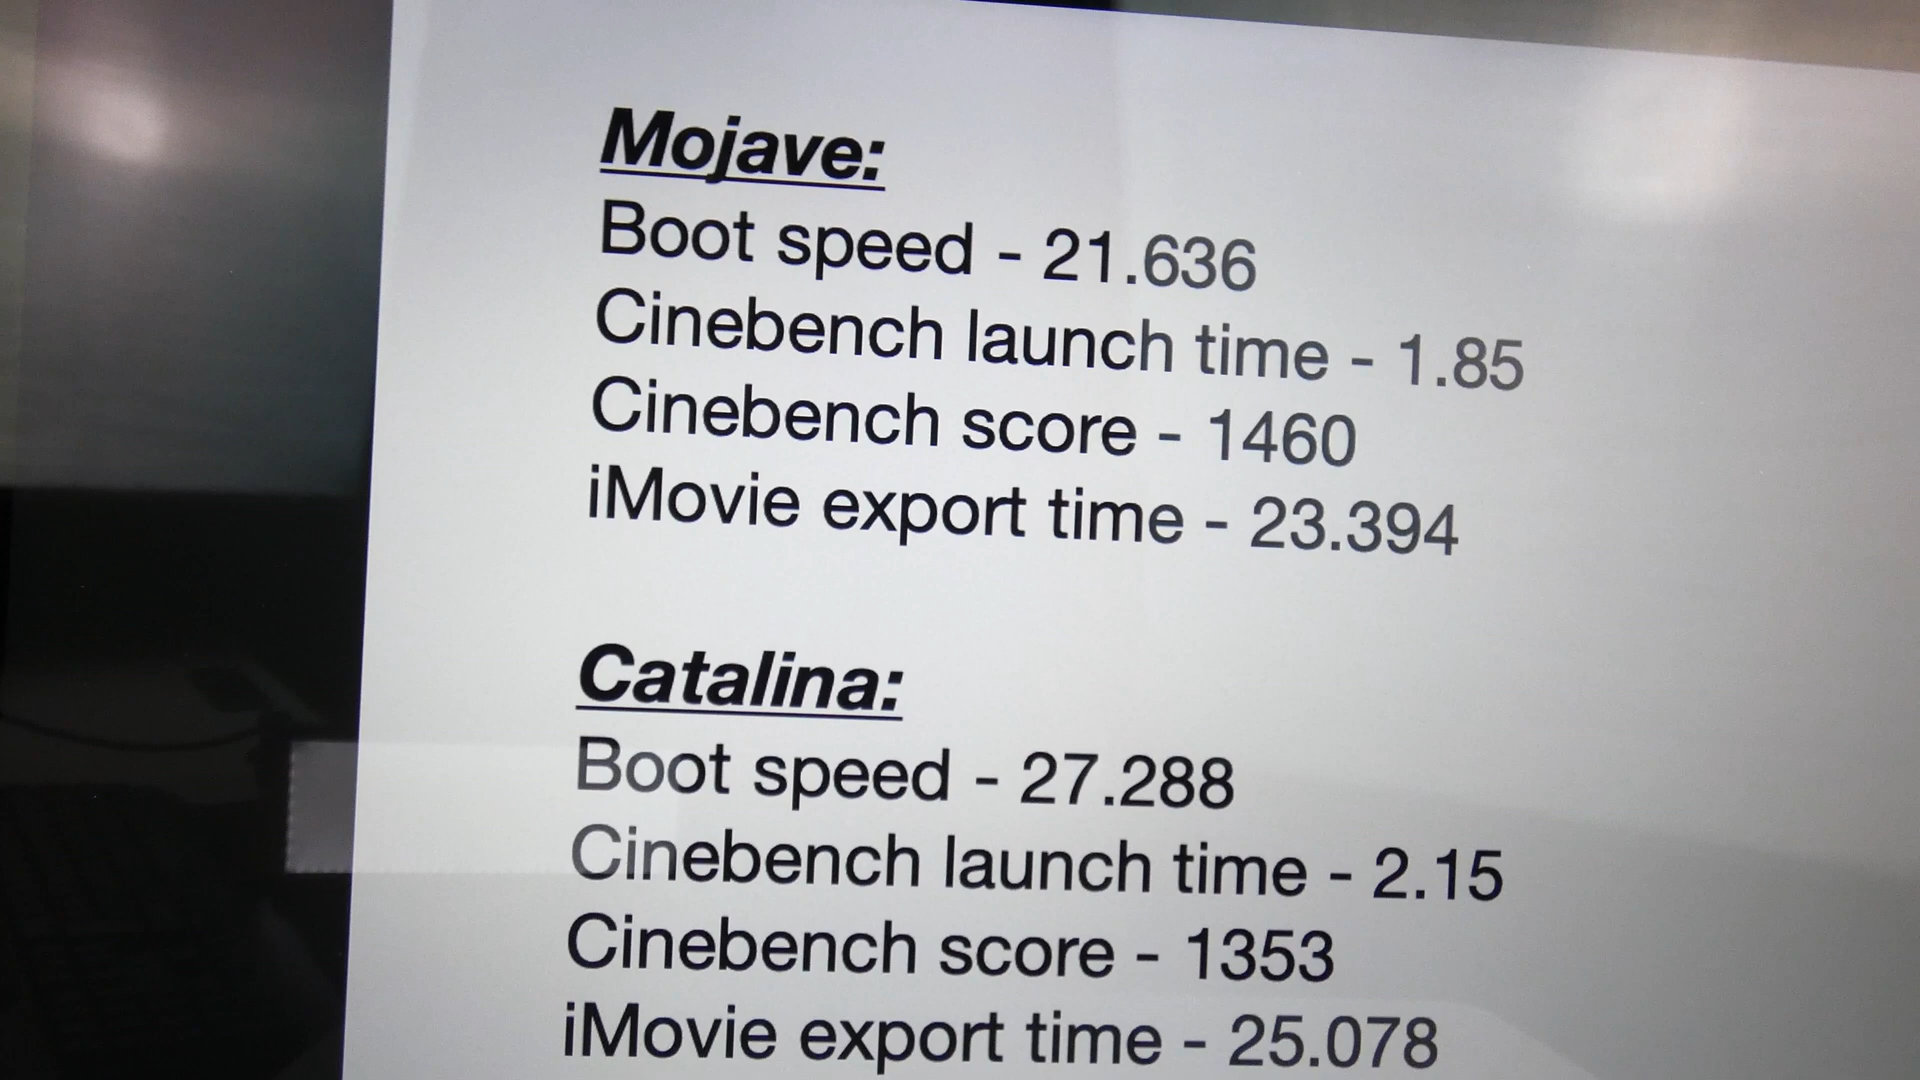 Mojave:
Boot speed - 21.636
Cinebench launch time - 1.85
Cinebench score - 1460
iMovie export time - 23.394
Catalina:
Boot speed - 27.288
Cinebench launch time - 2.15
Cinebench score - 1353
iMovie export time - 25.078